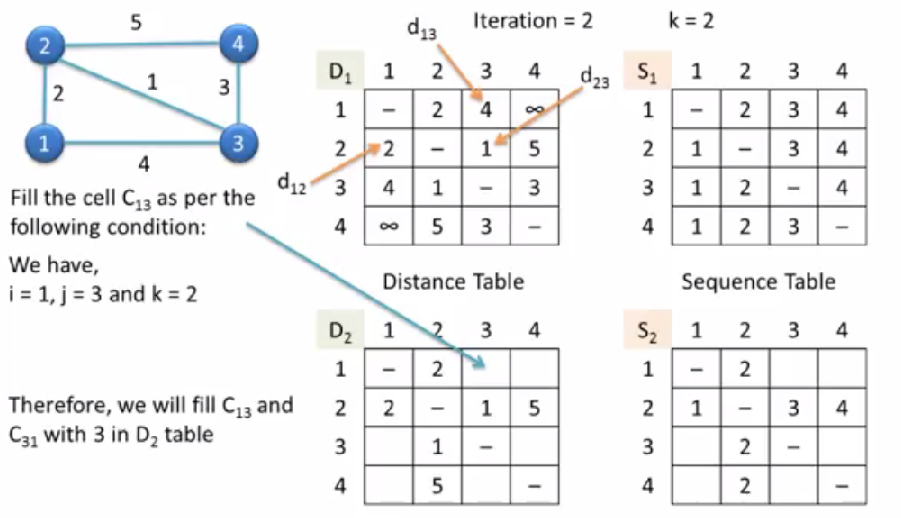 5
2
4
1
2
3
1
3
4
Fill the cell C13 as per the
following condition:
We have,
i = 1, j = 3 and k = 2
Therefore, we will fill C13 and
C31 with 3 in D2 table
Iteration = 2
k = 2
d13
d23
d12
D1 1 2 3 4
1 – 2 4 ∞
2 2 – 1 5
3 4 1 – 3
4 ∞ 5 3 –
Distance Table
S1 1 2 3 4
1 – 2 3 4
2 1 – 3 4
3 1 2 – 4
4 1 2 3 –
Sequence Table
D2 1 2 3 4
1 – 2
2 2 – 1 5
3 1 –
4 5 –
S2 1 2 3 4
1 – 2
2 1 – 3 4
3 2 –
4 2 –